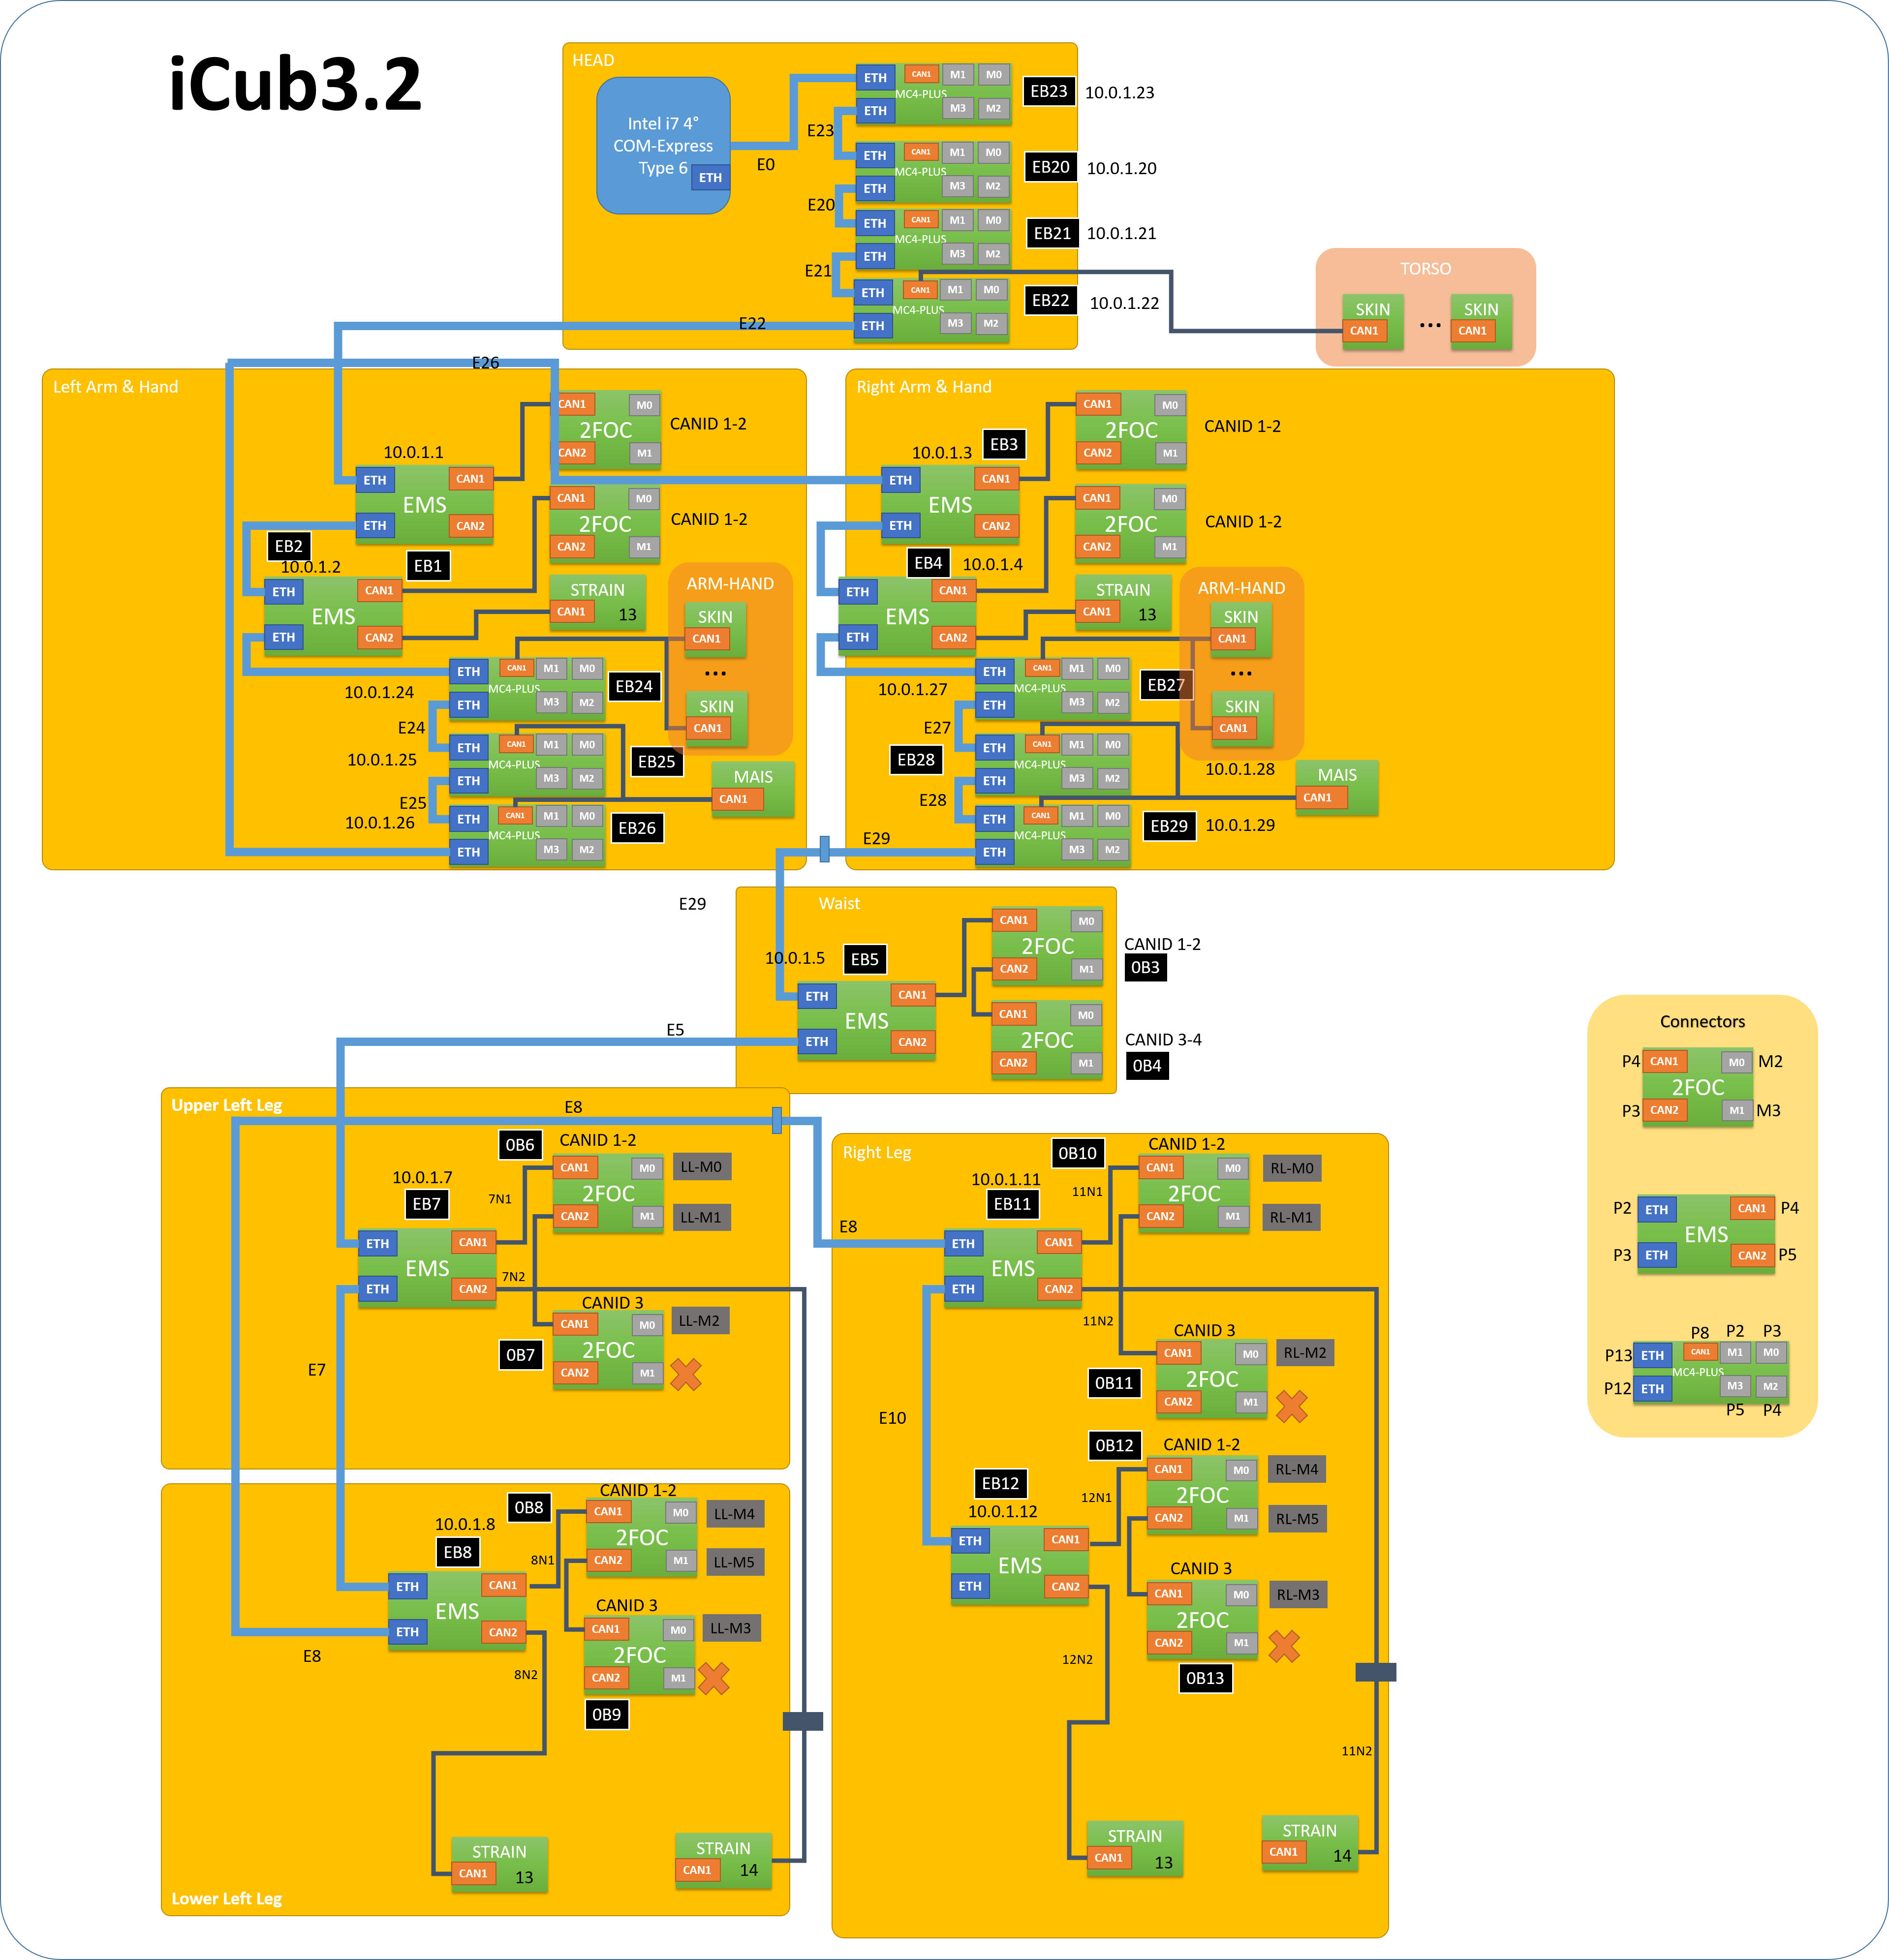 iCub3.2
HEAD
Intel i7 4°
COM-Express
Type 6
ETH
E0
ETH
CAN1
M1
M0
MC4-PLUS
ETH
M3
M2
EB23
10.0.1.23
E23
ETH
CAN1
M1
M0
MC4-PLUS
ETH
M3
M2
EB20
10.0.1.20
E20
ETH
CAN1
M1
M0
MC4-PLUS
ETH
M3
M2
EB21
10.0.1.21
E21
ETH
CAN1
M1
M0
MC4-PLUS
ETH
M3
M2
EB22
10.0.1.22
E22
TORSO
SKIN
CAN1
...
SKIN
CAN1
E26
Left Arm & Hand
CAN1
M0
2FOC
CAN2
M1
CANID 1-2
10.0.1.1
ETH
CAN1
EMS
ETH
CAN2
EB1
CAN1
M0
2FOC
CAN2
M1
CANID 1-2
EB2
10.0.1.2
ETH
CAN1
EMS
ETH
CAN2
STRAIN
CAN1
13
ARM-HAND
SKIN
CAN1
...
SKIN
CAN1
ETH
CAN1
M1
M0
MC4-PLUS
ETH
M3
M2
EB24
10.0.1.24
E24
ETH
CAN1
M1
M0
MC4-PLUS
ETH
M3
M2
EB25
10.0.1.25
E25
MAIS
CAN1
ETH
CAN1
M1
M0
MC4-PLUS
ETH
M3
M2
EB26
10.0.1.26
Right Arm & Hand
CAN1
M0
2FOC
CAN2
M1
CANID 1-2
10.0.1.3
EB3
ETH
CAN1
EMS
ETH
CAN2
CAN1
M0
2FOC
CAN2
M1
CANID 1-2
EB4
10.0.1.4
ETH
CAN1
EMS
ETH
CAN2
STRAIN
CAN1
13
ARM-HAND
SKIN
CAN1
...
SKIN
CAN1
ETH
CAN1
M1
M0
MC4-PLUS
ETH
M3
M2
EB27
10.0.1.27
E27
EB28
ETH
CAN1
M1
M0
MC4-PLUS
ETH
M3
M2
10.0.1.28
E28
MAIS
CAN1
ETH
CAN1
M1
M0
MC4-PLUS
ETH
M3
M2
EB29
10.0.1.29
E29
E29
Waist
10.0.1.5
EB5
ETH
CAN1
EMS
ETH
CAN2
CAN1
M0
2FOC
CAN2
M1
CANID 1-2
0B3
CAN1
M0
2FOC
CAN2
M1
CANID 3-4
0B4
E5
Connectors
P4
CAN1
M0
M2
2FOC
P3
CAN2
M1
M3
P2
ETH
CAN1
P4
EMS
P3
ETH
CAN2
P5
P8
P2
P3
P13
ETH
CAN1
M1
M0
MC4-PLUS
P12
ETH
M3
M2
P5
P4
Upper Left Leg
E8
0B6
CANID 1-2
CAN1
M0
LL-M0
2FOC
CAN2
M1
LL-M1
10.0.1.7
EB7
7N1
ETH
CAN1
EMS
ETH
CAN2
7N2
CANID 3
CAN1
M0
LL-M2
2FOC
CAN2
M1
0B7
E7
Lower Left Leg
0B8
CANID 1-2
CAN1
M0
LL-M4
2FOC
CAN2
M1
LL-M5
10.0.1.8
EB8
8N1
ETH
CAN1
EMS
ETH
CAN2
E8
8N2
CANID 3
CAN1
M0
LL-M3
2FOC
CAN2
M1
0B9
STRAIN
CAN1
13
STRAIN
CAN1
14
Right Leg
E8
0B10
CANID 1-2
CAN1
M0
RL-M0
2FOC
CAN2
M1
RL-M1
10.0.1.11
EB11
11N1
ETH
CAN1
EMS
ETH
CAN2
11N2
CANID 3
CAN1
M0
RL-M2
2FOC
CAN2
M1
0B11
E10
0B12
CANID 1-2
CAN1
M0
RL-M4
2FOC
CAN2
M1
RL-M5
EB12
10.0.1.12
12N1
ETH
CAN1
EMS
ETH
CAN2
12N2
CANID 3
CAN1
M0
RL-M3
2FOC
CAN2
M1
0B13
11N2
STRAIN
CAN1
13
STRAIN
CAN1
14